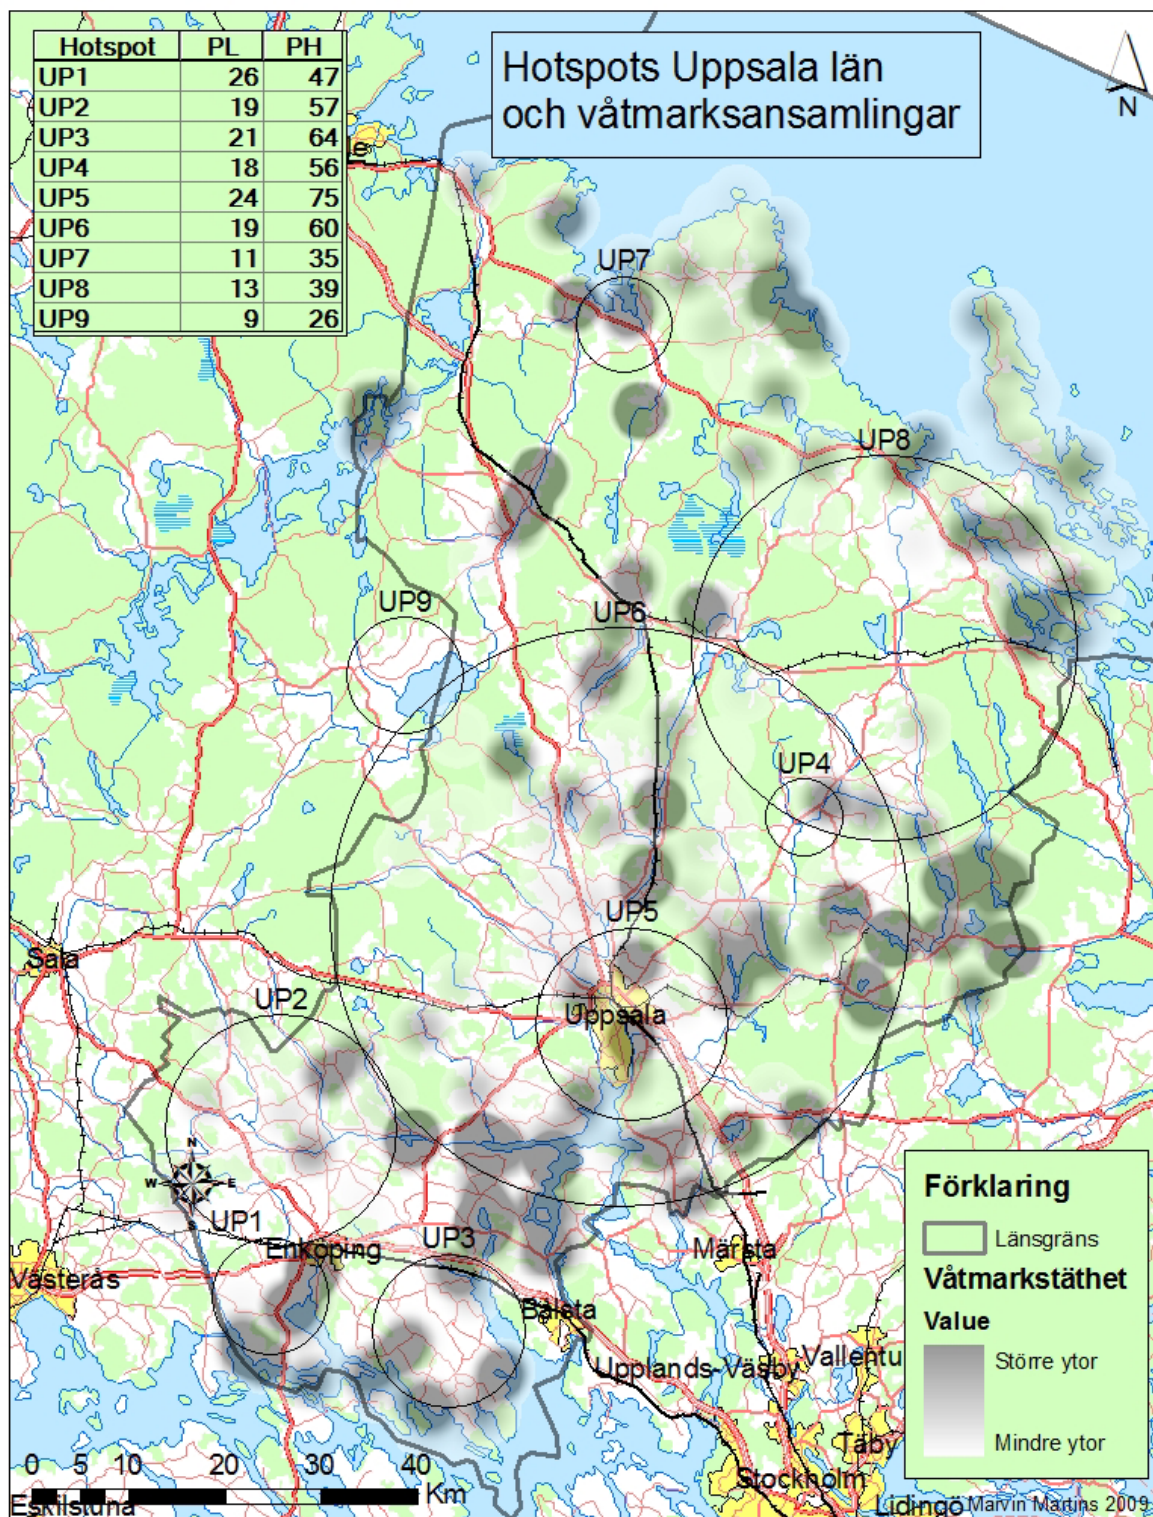 Hotspot PL PH
UP1 26 47
UP2 19 57
UP3 21 64
UP4 18 56
UP5 24 75
UP6 19 60
UP7 11 35
UP8 13 39
UP9 9 26
Hotspots Uppsala län
och våtmarksansamlingar
N
UP7
UP8
UP9
UP6
UP4
UP5
Sala
UP2
Uppsala
N
W E
S
UP1
Enköping
UP3
Västerås
Märsta
Bålsta
Upplands-Väsby
Vallentu
Täby
Stockholm
Lidingö
Eskilstuna
Förklaring
Länsgräns
Våtmarkstäthet
Value
Större ytor
Mindre ytor
0 5 10 20 30 40
Km
Marvin Martins 2009